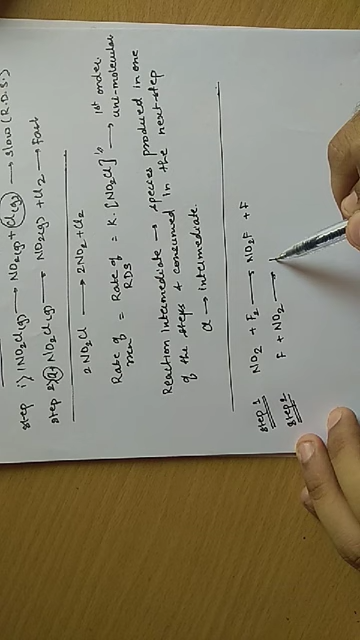 step 1) NO2Cl(g) → NO2(g) + Cl(g) → slow (R.D.S.)
step 2) Cl + NO2Cl(g) → NO2(g) + Cl2 → Fast
2NO2Cl → 2NO2 + Cl2
Rate of rxn = Rate of RDS = K. [NO2Cl]^1 → 1st order uni-molecular
Reaction Intermediate → species produced in one
of the steps & consumed in the next step
Cl → Intermediate.
step 1 NO2 + F2 → NO2F + F
step 2 F + NO2 →